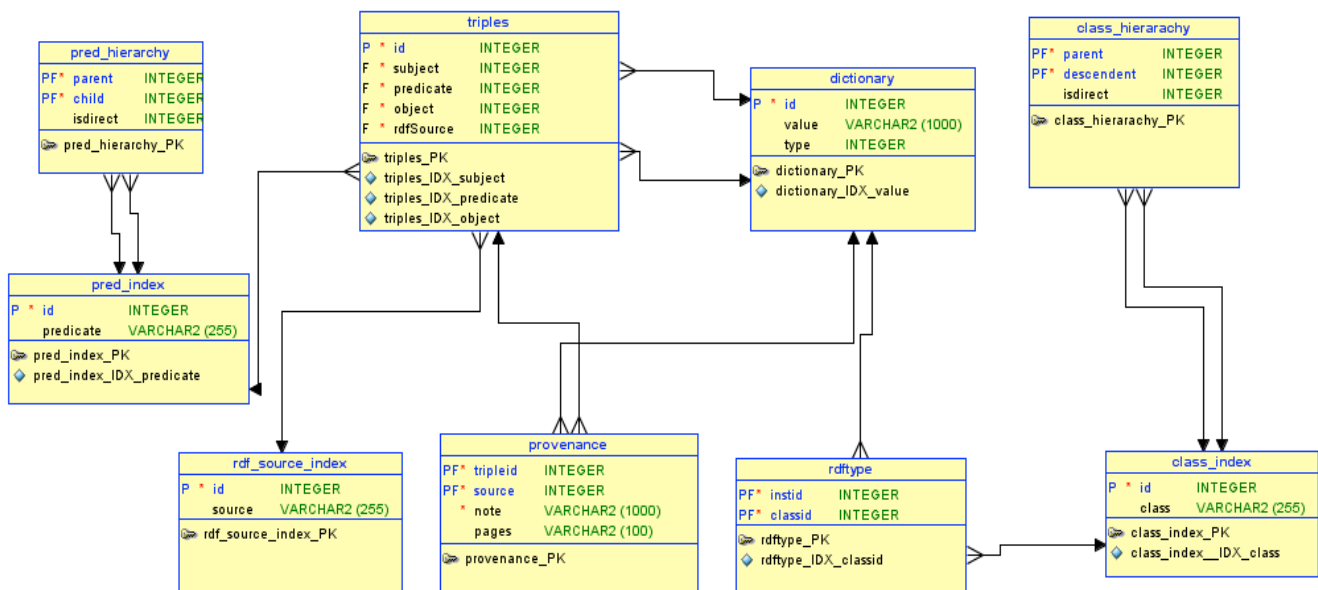 pred_hierarchy
PF* parent INTEGER
PF* child INTEGER
isdirect INTEGER
pred_hierarchy_PK
triples
P * id INTEGER
F * subject INTEGER
F * predicate INTEGER
F * object INTEGER
F * rdfSource INTEGER
triples_PK
triples_IDX_subject
triples_IDX_predicate
triples_IDX_object
dictionary
P * id INTEGER
value VARCHAR2 (1000)
type INTEGER
dictionary_PK
dictionary_IDX_value
class_hierarachy
PF* parent INTEGER
PF* descendent INTEGER
isdirect INTEGER
class_hierarachy_PK
pred_index
P * id INTEGER
predicate VARCHAR2 (255)
pred_index_PK
pred_index_IDX_predicate
rdf_source_index
P * id INTEGER
source VARCHAR2 (255)
rdf_source_index_PK
provenance
PF* tripleid INTEGER
PF* source INTEGER
* note VARCHAR2 (1000)
pages VARCHAR2 (100)
provenance_PK
rdftype
PF* instid INTEGER
PF* classid INTEGER
rdftype_PK
rdftype_IDX_classid
class_index
P * id INTEGER
class VARCHAR2 (255)
class_index_PK
class_index__IDX_class